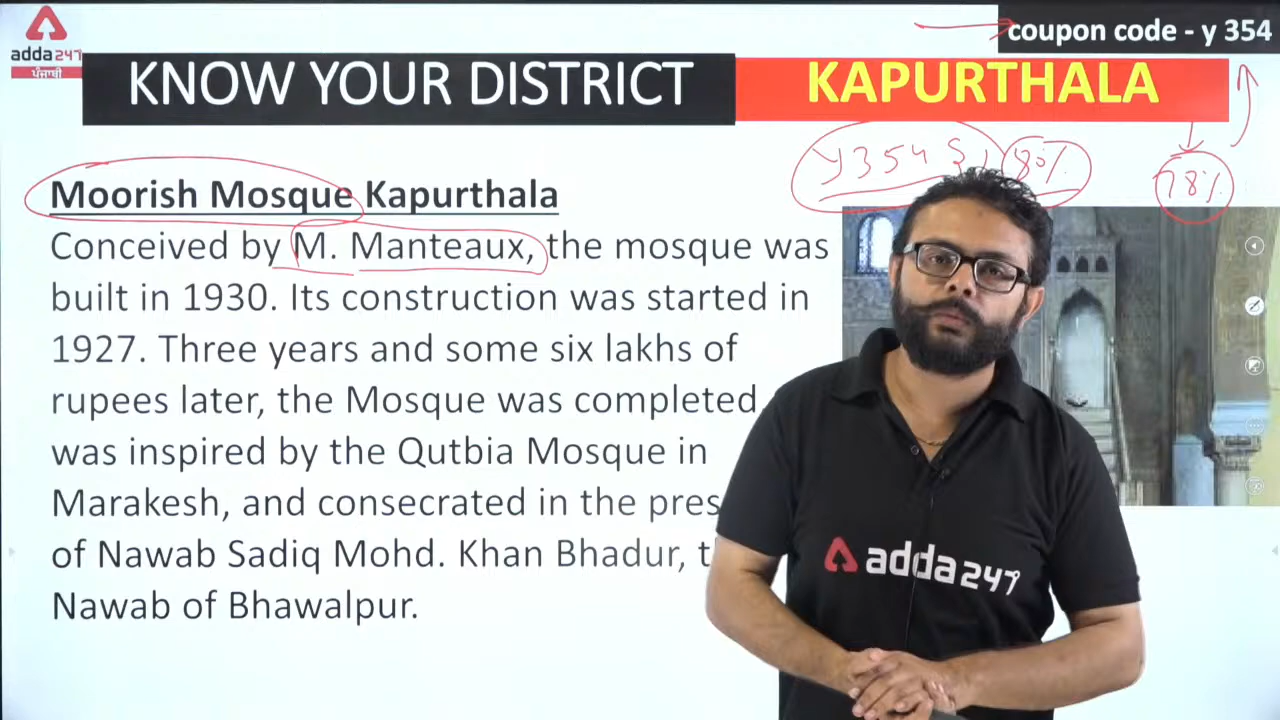 coupon code - y 354
adda247
ਪੰਜਾਬੀ
KNOW YOUR DISTRICT
KAPURTHALA
80%
78%
Moorish Mosque Kapurthala
Conceived by M. Manteaux, the mosque was
built in 1930. Its construction was started in
1927. Three years and some six lakhs of
rupees later, the Mosque was completed
was inspired by the Qutbia Mosque in
Marakesh, and consecrated in the pres
of Nawab Sadiq Mohd. Khan Bhadur, t
Nawab of Bhawalpur.
adda247